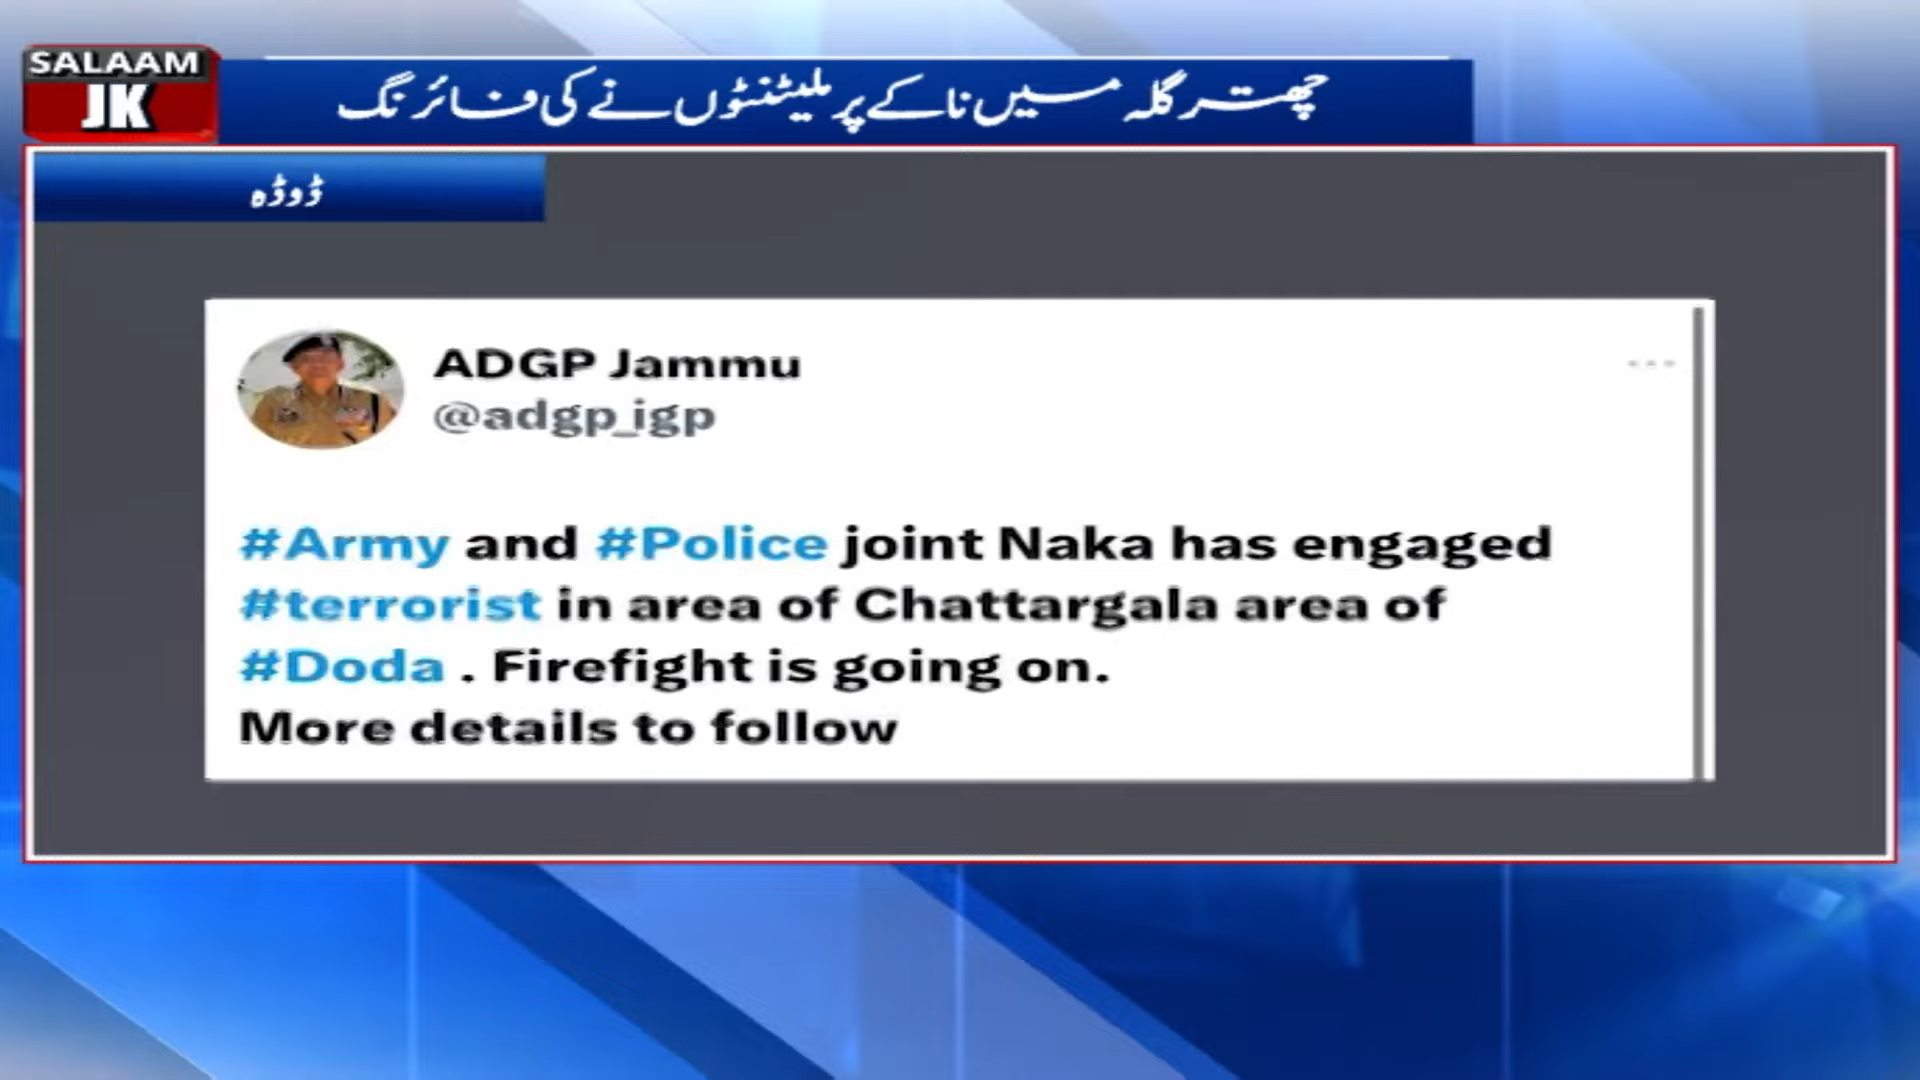 SALAAM
JK
چھترگلہ میں ناکے پر ملیٹنٹوں نے کی فائرنگ
ڈوڈہ
ADGP Jammu
@adgp_igp
#Army and #Police joint Naka has engaged
#terrorist in area of Chattargala area of
#Doda . Firefight is going on.
More details to follow